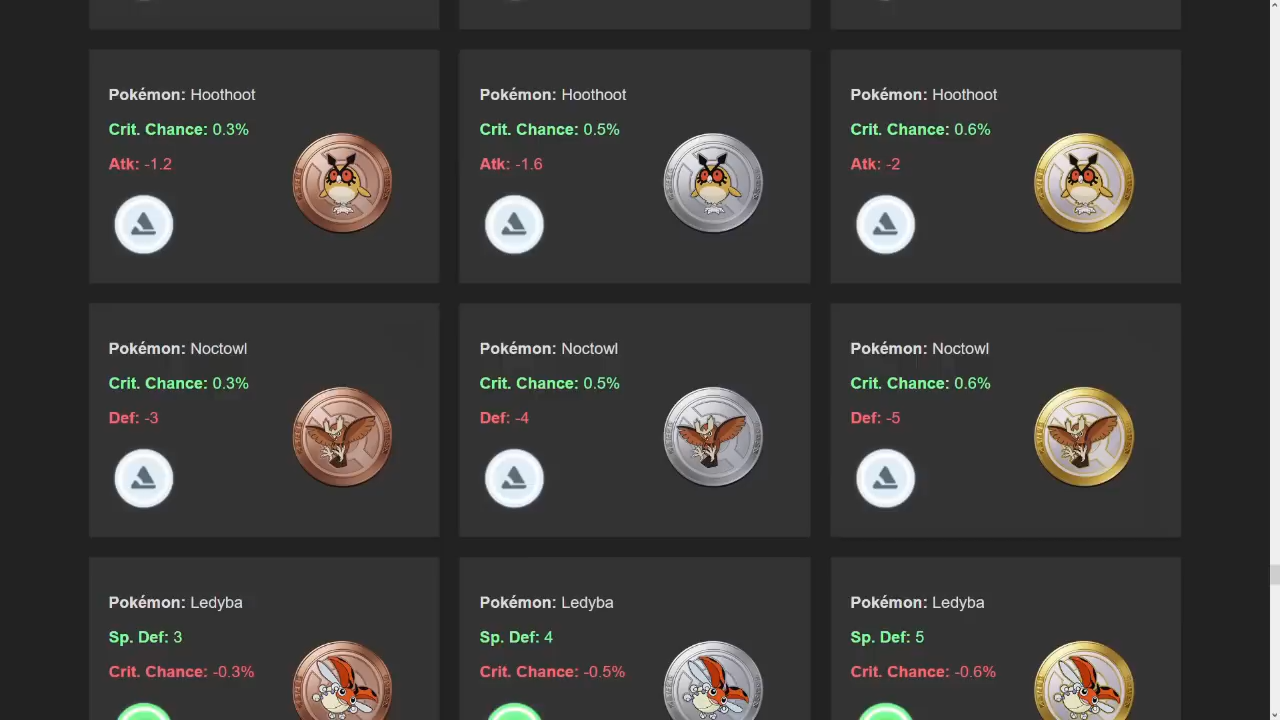 Pokémon: Hoothoot
Crit. Chance: 0.3%
Atk: -1.2
Pokémon: Hoothoot
Crit. Chance: 0.5%
Atk: -1.6
Pokémon: Hoothoot
Crit. Chance: 0.6%
Atk: -2
Pokémon: Noctowl
Crit. Chance: 0.3%
Def: -3
Pokémon: Noctowl
Crit. Chance: 0.5%
Def: -4
Pokémon: Noctowl
Crit. Chance: 0.6%
Def: -5
Pokémon: Ledyba
Sp. Def: 3
Crit. Chance: -0.3%
Pokémon: Ledyba
Sp. Def: 4
Crit. Chance: -0.5%
Pokémon: Ledyba
Sp. Def: 5
Crit. Chance: -0.6%